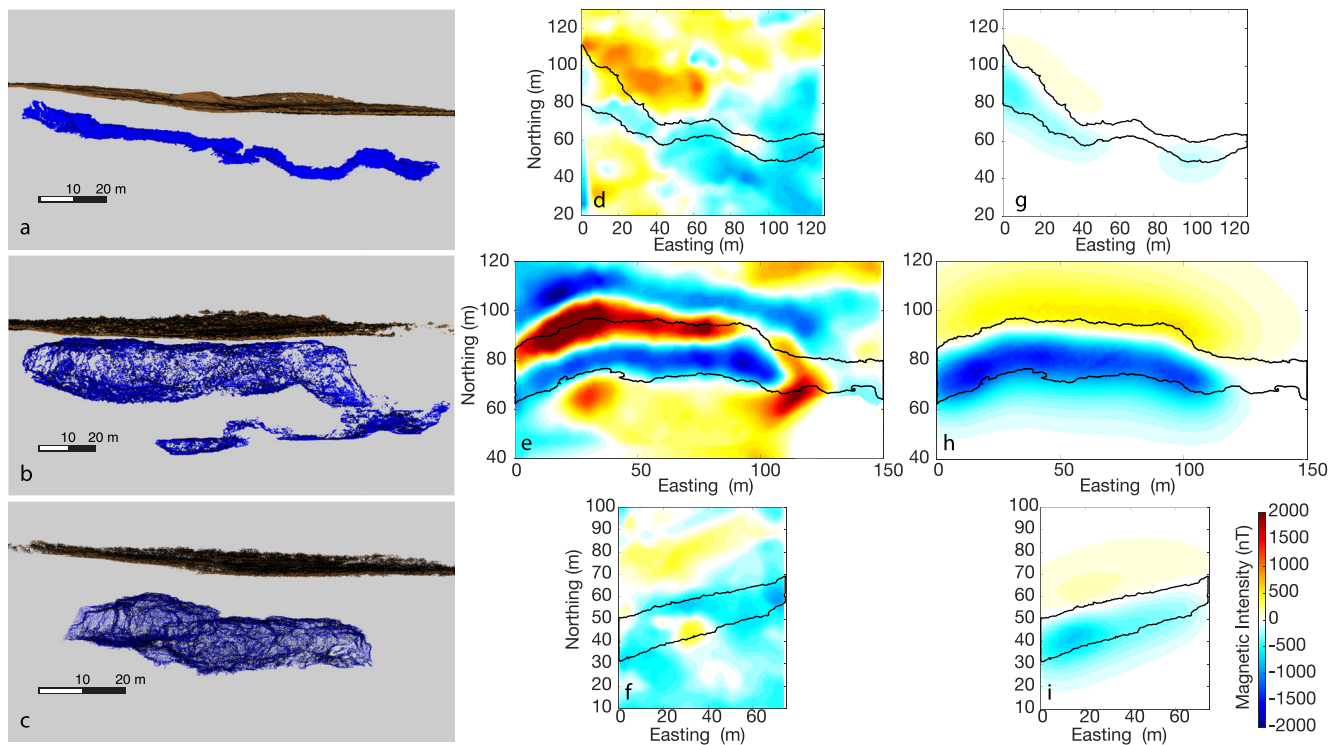 a
10 20 m
b
10 20 m
c
10 20 m
d
Northing (m)
120
100
80
60
40
20
0 20 40 60 80 100 120
Easting (m)
g
120
100
80
60
40
20
0 20 40 60 80 100 120
Easting (m)
e
Northing (m)
120
100
80
60
40
0 50 100 150
Easting (m)
h
120
100
80
60
40
0 50 100 150
Easting (m)
f
Northing (m)
100
90
80
70
60
50
40
30
20
10
0 20 40 60
Easting (m)
i
100
90
80
70
60
50
40
30
20
10
0 20 40 60
Easting (m)
Magnetic Intensity (nT)
2000
1500
1000
500
0
−500
−1000
−1500
−2000